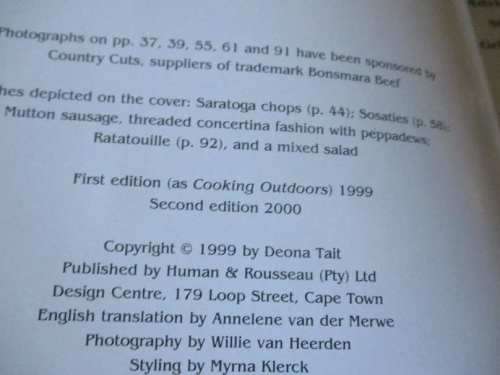 Photographs on pp. 37, 39, 55, 61 and 91 have been sponsored by
Country Cuts, suppliers of trademark Bonsmara Beef
hes depicted on the cover: Saratoga chops (p. 44); Sosaties (p. 58);
Mutton sausage, threaded concertina fashion with peppadews;
Ratatouille (p. 92), and a mixed salad
First edition (as Cooking Outdoors) 1999
Second edition 2000
Copyright © 1999 by Deona Tait
Published by Human & Rousseau (Pty) Ltd
Design Centre, 179 Loop Street, Cape Town
English translation by Annelene van der Merwe
Photography by Willie van Heerden
Styling by Myrna Klerck